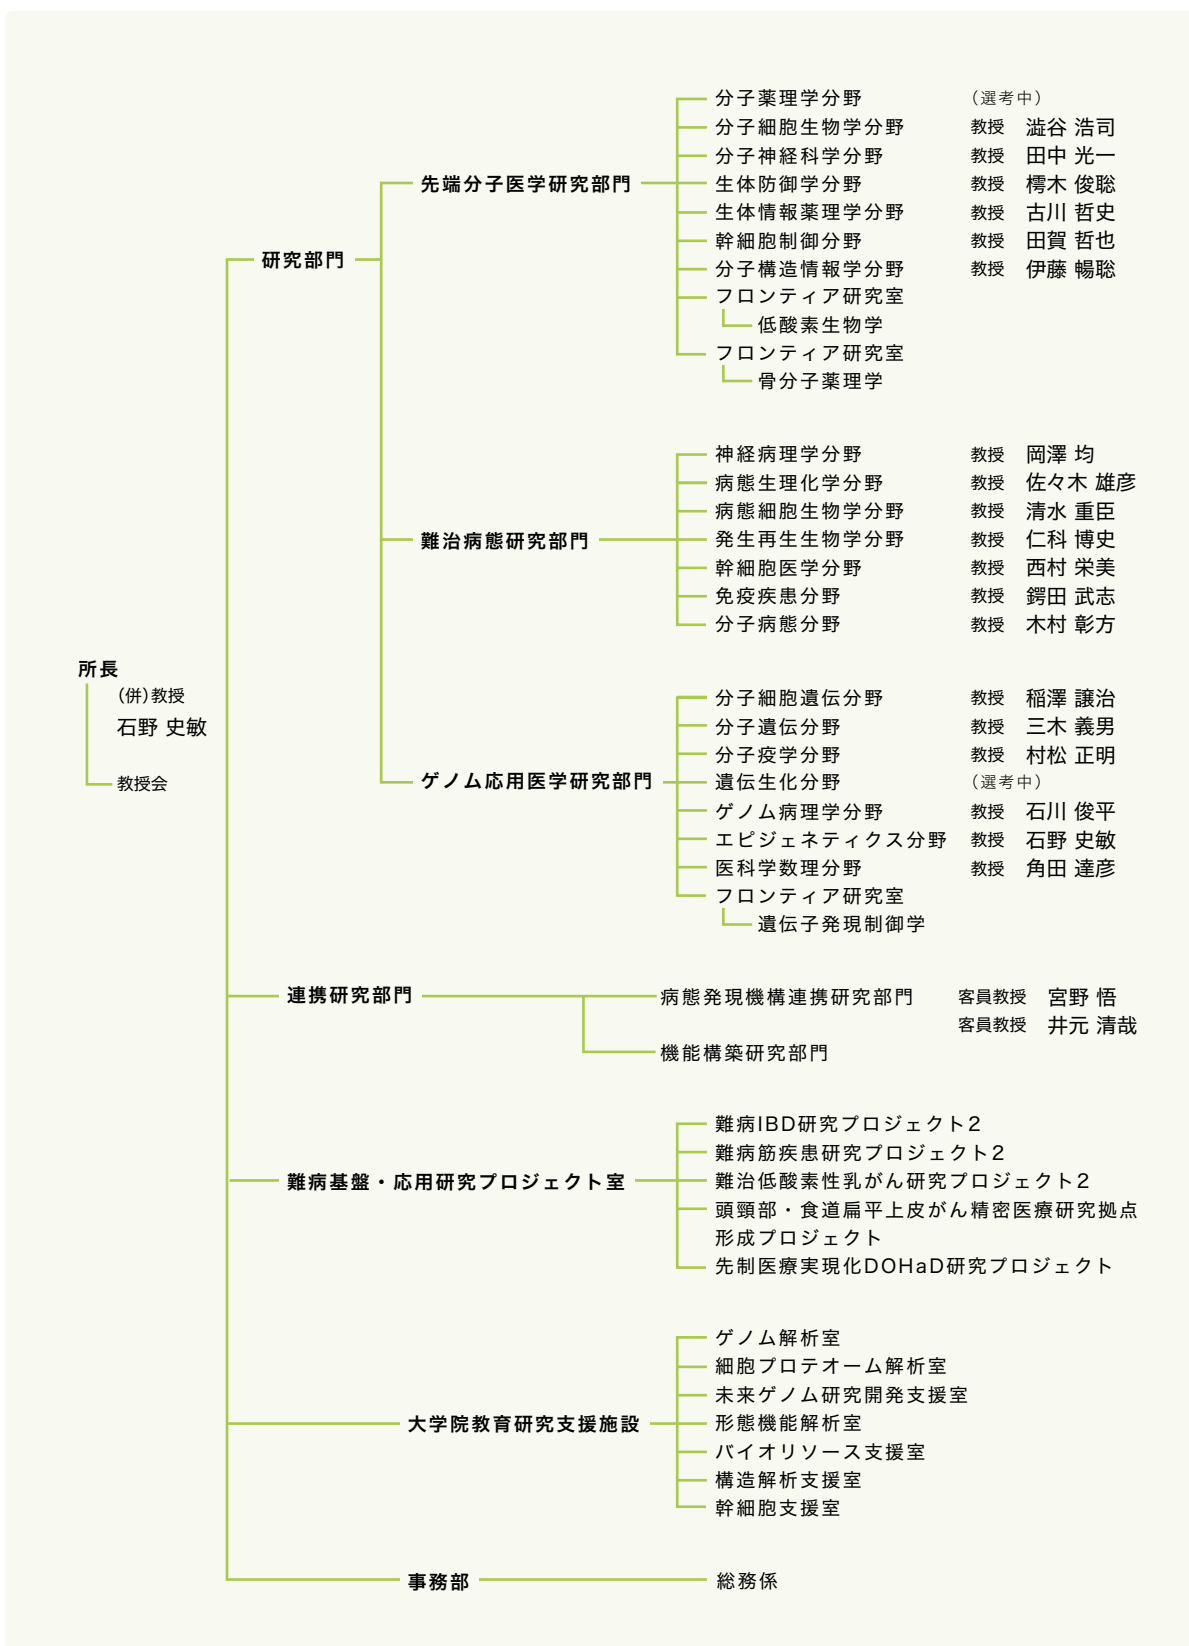 所長
(併)教授
石野 史敏
教授会
研究部門
先端分子医学研究部門
分子薬理学分野 (選考中)
分子細胞生物学分野 教授 澁谷 浩司
分子神経科学分野 教授 田中 光一
生体防御学分野 教授 樗木 俊聡
生体情報薬理学分野 教授 古川 哲史
幹細胞制御分野 教授 田賀 哲也
分子構造情報学分野 教授 伊藤 暢聡
フロンティア研究室
低酸素生物学
フロンティア研究室
骨分子薬理学
難治病態研究部門
神経病理学分野 教授 岡澤 均
病態生理化学分野 教授 佐々木 雄彦
病態細胞生物学分野 教授 清水 重臣
発生再生生物学分野 教授 仁科 博史
幹細胞医学分野 教授 西村 栄美
免疫疾患分野 教授 鍔田 武志
分子病態分野 教授 木村 彰方
ゲノム応用医学研究部門
分子細胞遺伝分野 教授 稲澤 譲治
分子遺伝分野 教授 三木 義男
分子疫学分野 教授 村松 正明
遺伝生化分野 (選考中)
ゲノム病理学分野 教授 石川 俊平
エピジェネティクス分野 教授 石野 史敏
医科学数理分野 教授 角田 達彦
フロンティア研究室
遺伝子発現制御学
連携研究部門
病態発現機構連携研究部門 客員教授 宮野 悟
客員教授 井元 清哉
機能構築研究部門
難病基盤・応用研究プロジェクト室
難病IBD研究プロジェクト2
難病筋疾患研究プロジェクト2
難治低酸素性乳がん研究プロジェクト2
頭頸部・食道扁平上皮がん精密医療研究拠点
形成プロジェクト
先制医療実現化DOHaD研究プロジェクト
大学院教育研究支援施設
ゲノム解析室
細胞プロテオーム解析室
未来ゲノム研究開発支援室
形態機能解析室
バイオリソース支援室
構造解析支援室
幹細胞支援室
事務部
総務係